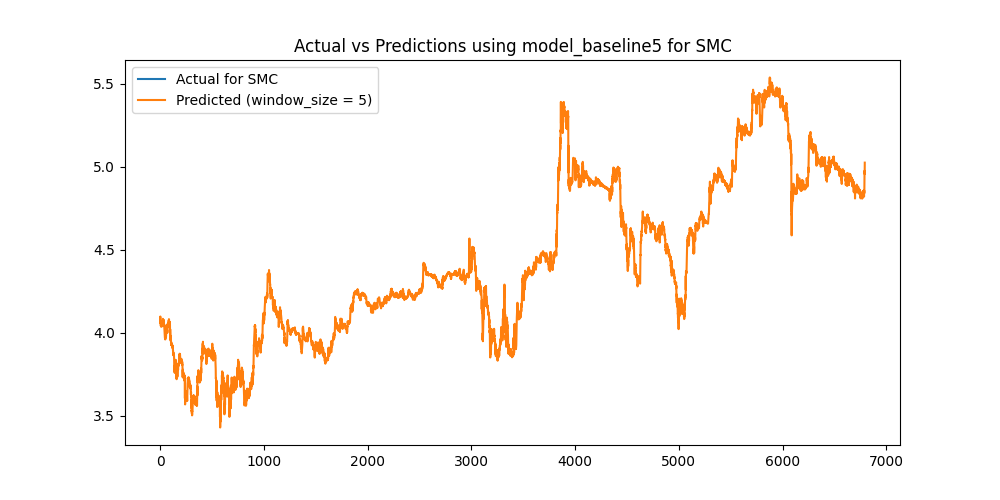 Actual vs Predictions using model_baseline5 for SMC
Actual for SMC
Predicted (window_size = 5)
5.5
5.0
4.5
4.0
3.5
0 1000 2000 3000 4000 5000 6000 7000